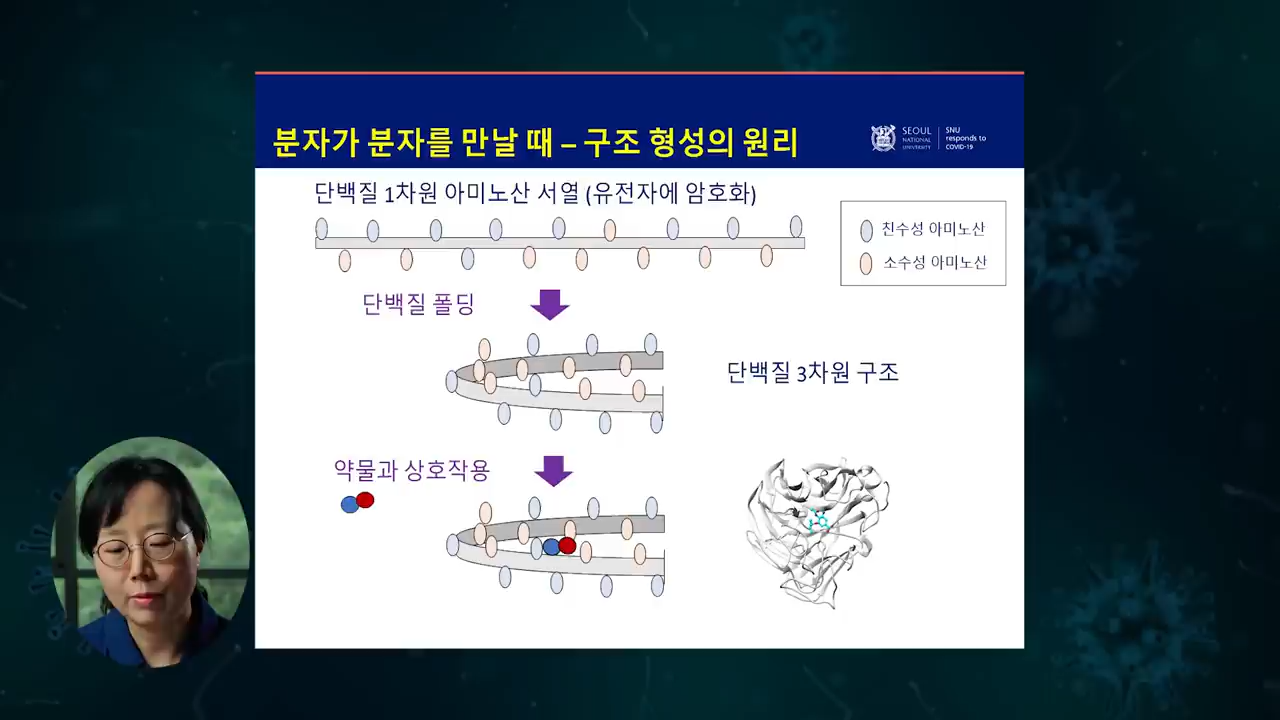 분자가 분자를 만날 때 – 구조 형성의 원리
SEOUL
NATIONAL
UNIVERSITY
SNU
responds to
COVID-19
단백질 1차원 아미노산 서열 (유전자에 암호화)
친수성 아미노산
소수성 아미노산
단백질 폴딩
단백질 3차원 구조
약물과 상호작용